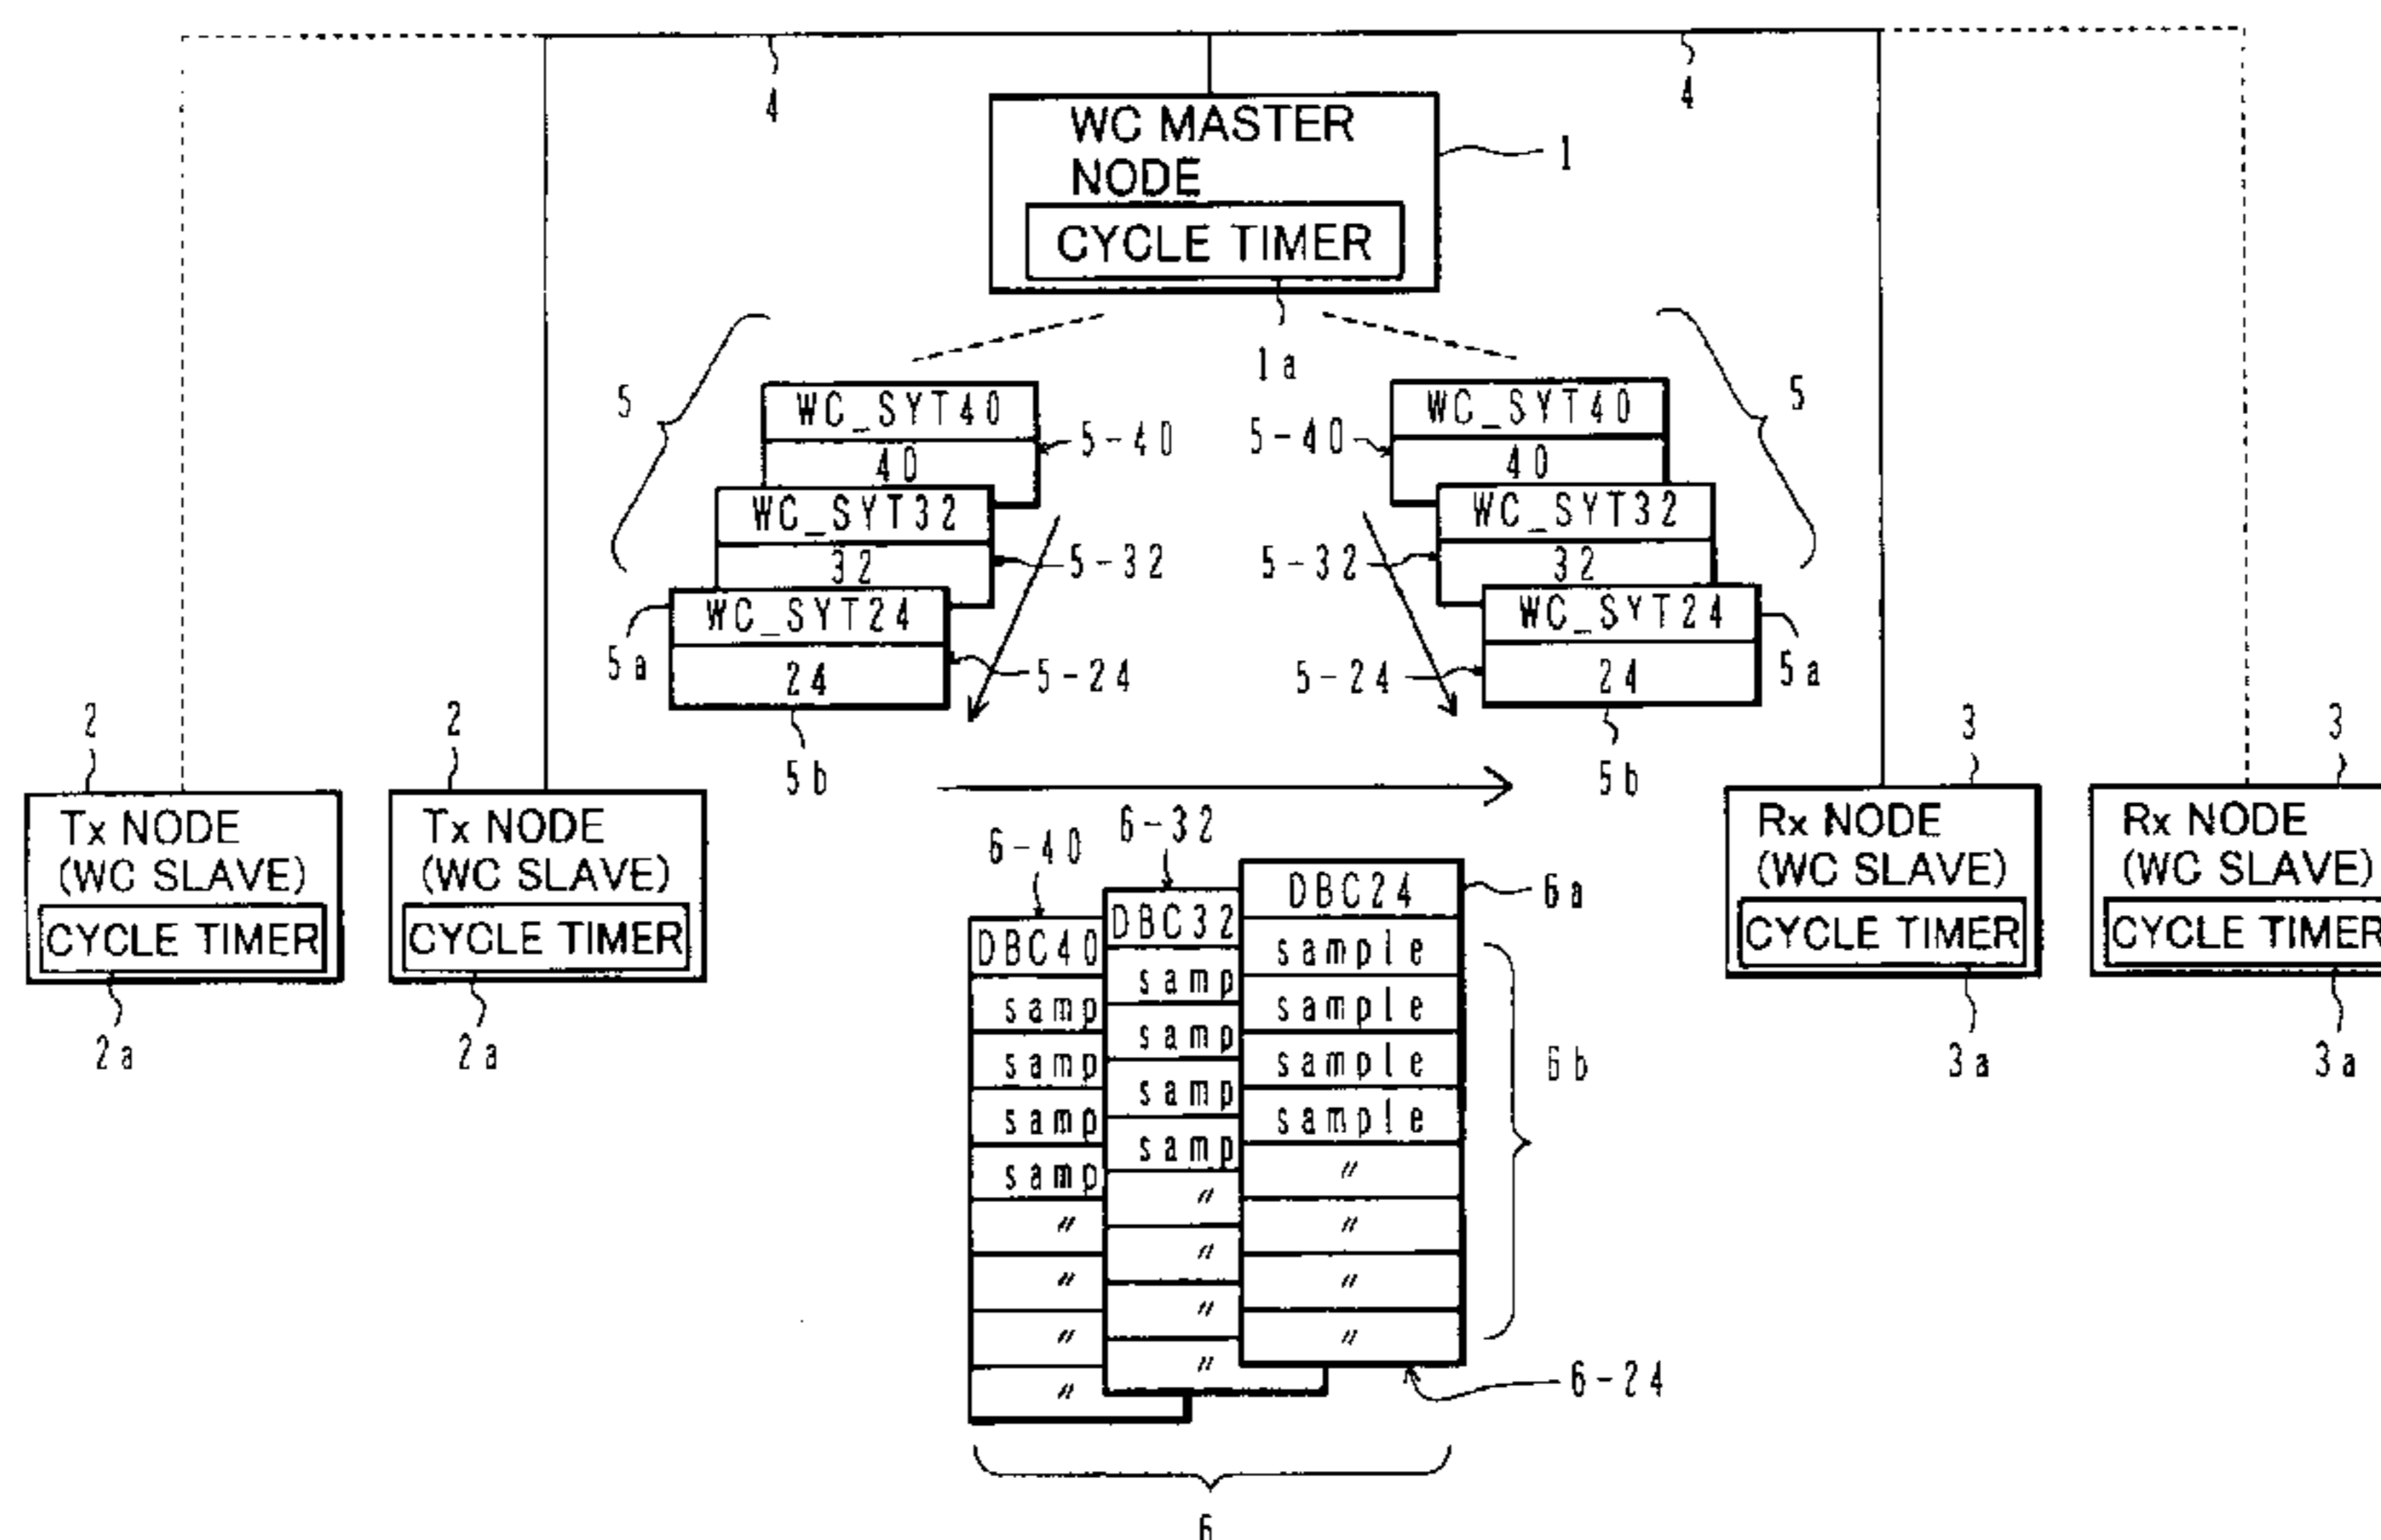 4
4
WC MASTER
NODE
CYCLE TIMER
1
1a
5
WC_SYT40
40
5-40
WC_SYT32
32
5-32
WC_SYT24
24
5-24
5a
5b
5
WC_SYT40
40
5-40
WC_SYT32
32
5-32
WC_SYT24
24
5-24
5a
5b
2
Tx NODE
(WC SLAVE)
CYCLE TIMER
2a
2
Tx NODE
(WC SLAVE)
CYCLE TIMER
2a
3
Rx NODE
(WC SLAVE)
CYCLE TIMER
3a
3
Rx NODE
(WC SLAVE)
CYCLE TIMER
3a
6-40
DBC40
samp
samp
samp
samp
〃
〃
〃
〃
6-32
DBC32
samp
samp
samp
samp
〃
〃
〃
〃
DBC24
sample
sample
sample
sample
〃
〃
〃
〃
6a
6b
6-24
6